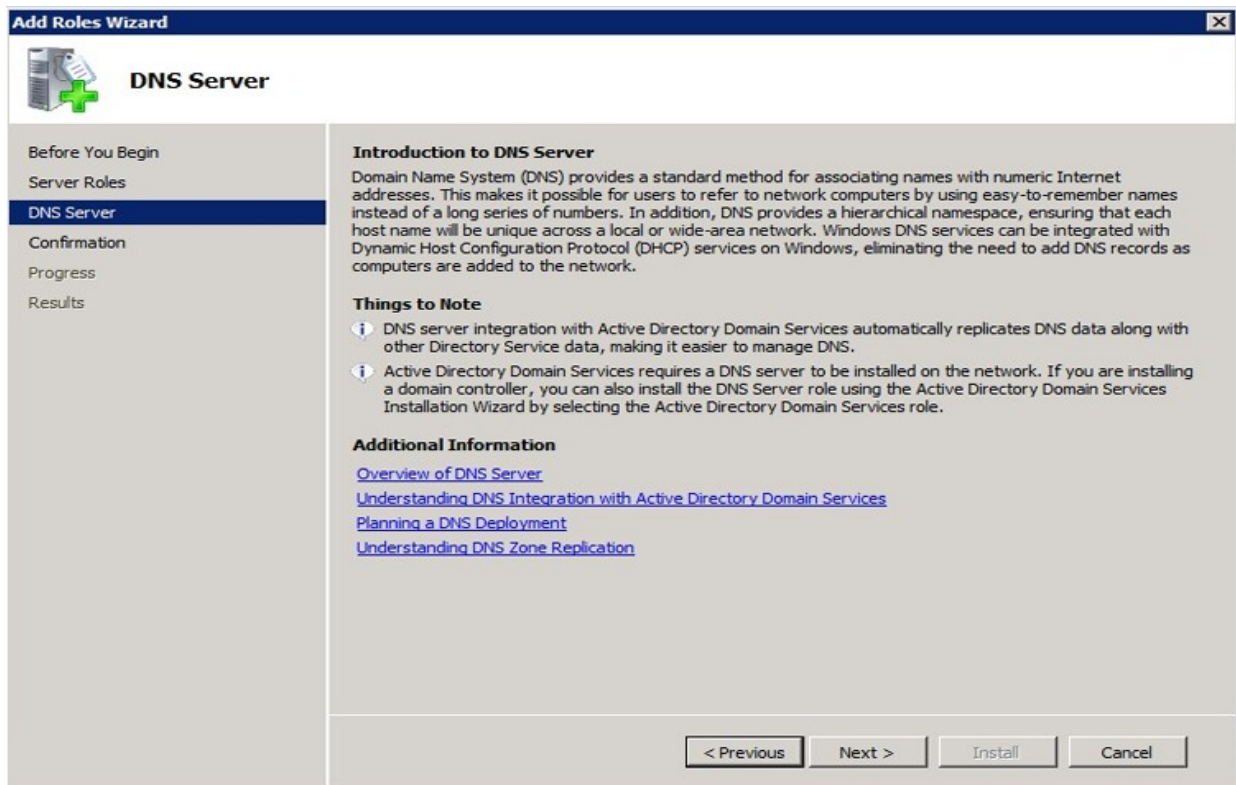 Add Roles Wizard
DNS Server
Before You Begin
Server Roles
DNS Server
Confirmation
Progress
Results
Introduction to DNS Server
Domain Name System (DNS) provides a standard method for associating names with numeric Internet
addresses. This makes it possible for users to refer to network computers by using easy-to-remember names
instead of a long series of numbers. In addition, DNS provides a hierarchical namespace, ensuring that each
host name will be unique across a local or wide-area network. Windows DNS services can be integrated with
Dynamic Host Configuration Protocol (DHCP) services on Windows, eliminating the need to add DNS records as
computers are added to the network.
Things to Note
DNS server integration with Active Directory Domain Services automatically replicates DNS data along with
other Directory Service data, making it easier to manage DNS.
Active Directory Domain Services requires a DNS server to be installed on the network. If you are installing
a domain controller, you can also install the DNS Server role using the Active Directory Domain Services
Installation Wizard by selecting the Active Directory Domain Services role.
Additional Information
Overview of DNS Server
Understanding DNS Integration with Active Directory Domain Services
Planning a DNS Deployment
Understanding DNS Zone Replication
< Previous
Next >
Install
Cancel